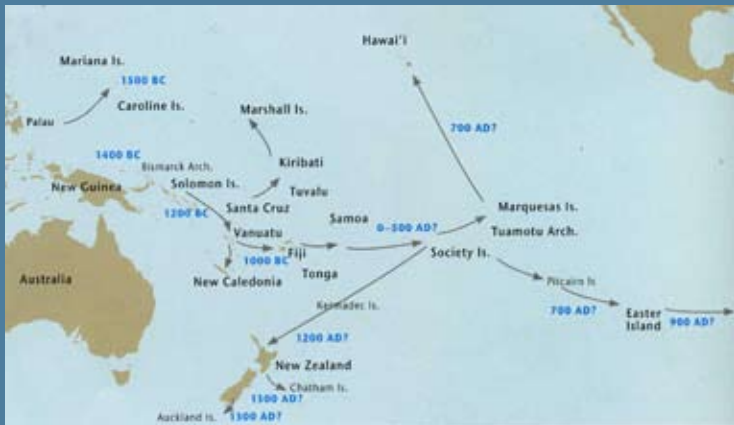 Hawai'i
Mariana Is.
1500 BC
Caroline Is.
Palau
Marshall Is.
700 AD?
1400 BC
Bismarck Arch.
Kiribati
New Guinea
Solomon Is.
Tuvalu
1200 BC
Santa Cruz
Samoa
0-500 AD?
Marquesas Is.
Vanuatu
Tuamotu Arch.
Fiji
Society Is.
1000 BC
Australia
New Caledonia
Tonga
Pitcairn Is
Kermadec Is.
700 AD?
Easter
Island
900 AD?
1200 AD?
New Zealand
Chatham Is.
1500 AD?
Auckland Is.
1300 AD?